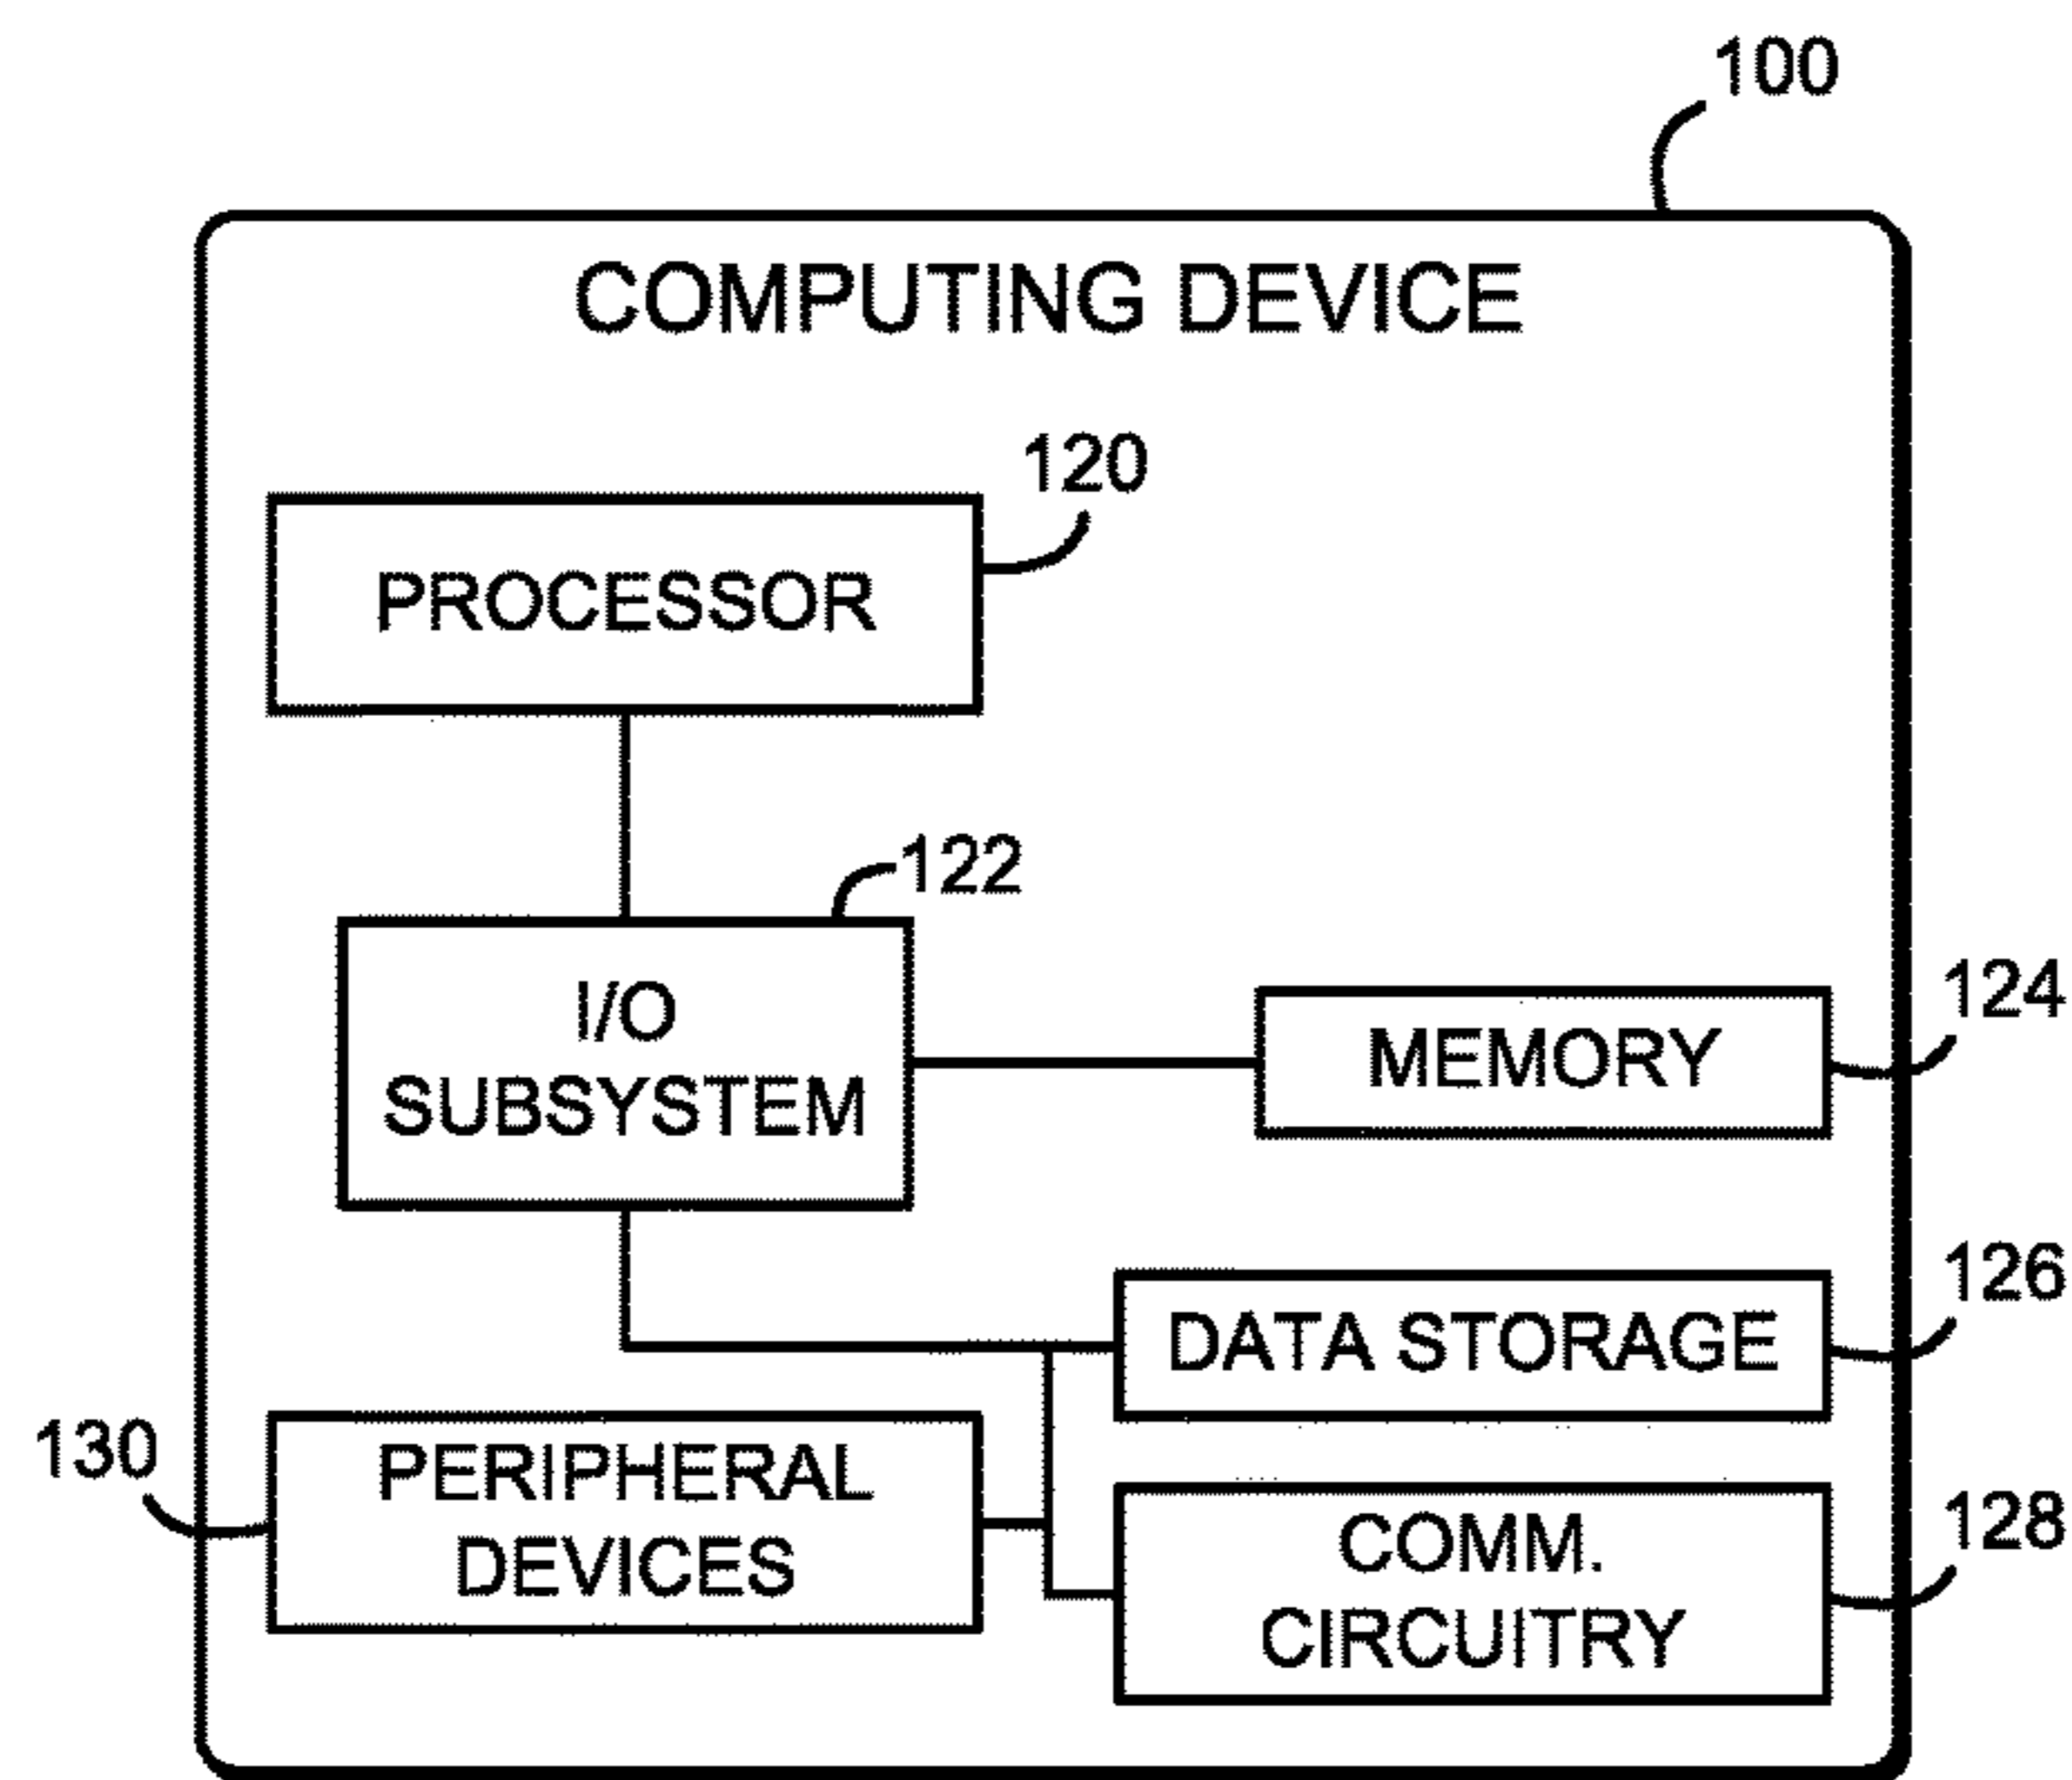 100
COMPUTING DEVICE
120
PROCESSOR
122
I/O
SUBSYSTEM
124
MEMORY
126
DATA STORAGE
130
PERIPHERAL
DEVICES
128
COMM.
CIRCUITRY